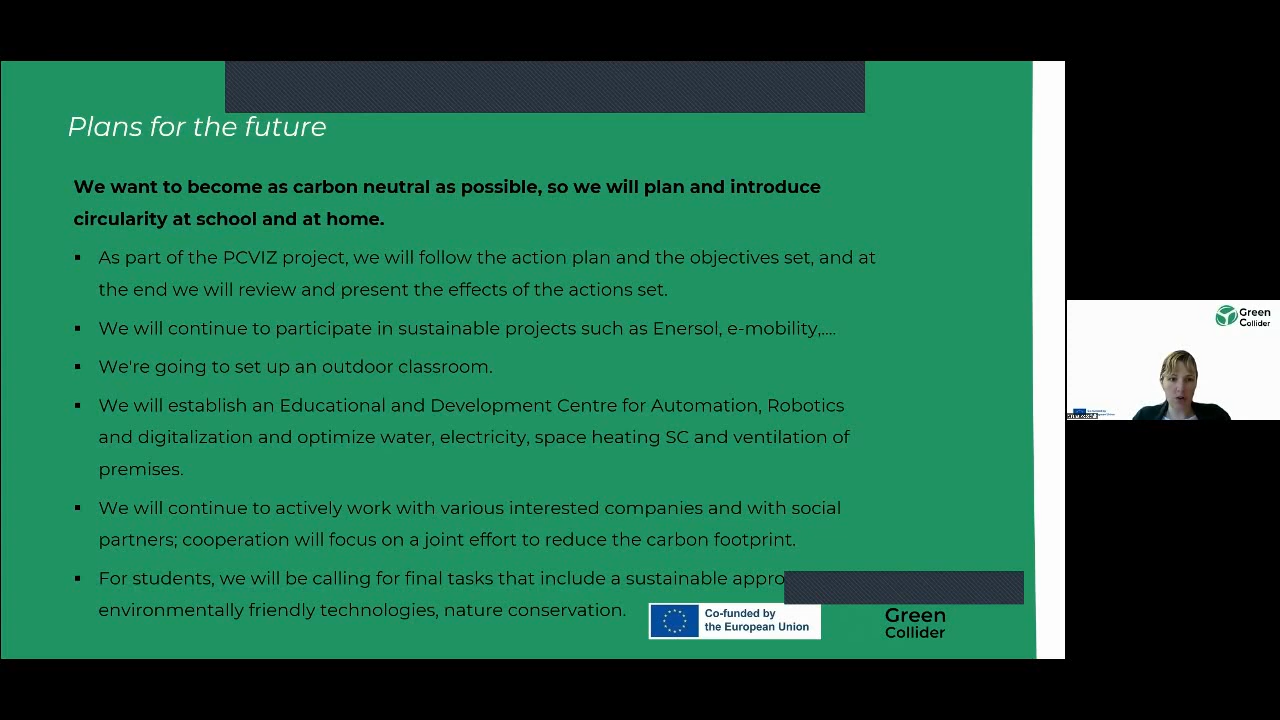 Plans for the future
We want to become as carbon neutral as possible, so we will plan and introduce
circularity at school and at home.
▪ As part of the PCVIZ project, we will follow the action plan and the objectives set, and at
the end we will review and present the effects of the actions set.
▪ We will continue to participate in sustainable projects such as Enersol, e-mobility,....
▪ We're going to set up an outdoor classroom.
▪ We will establish an Educational and Development Centre for Automation, Robotics
and digitalization and optimize water, electricity, space heating SC and ventilation of
premises.
▪ We will continue to actively work with various interested companies and with social
partners; cooperation will focus on a joint effort to reduce the carbon footprint.
▪ For students, we will be calling for final tasks that include a sustainable appro
environmentally friendly technologies, nature conservation.
Co-funded by
the European Union
Green
Collider
Green
Collider